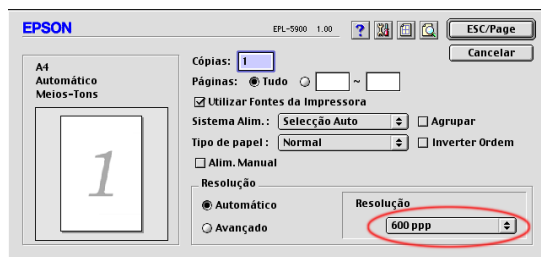 EPSON
EPL-5900 1.00
ESC/Page
Cancelar
A4
Automático
Meios-Tons
1
Cópias: 1
Páginas: Tudo ~
Utilizar Fontes da Impressora
Sistema Alim.: Selecção Auto Agrupar
Tipo de papel: Normal Inverter Ordem
Alim. Manual
Resolução
Automático
Avançado
Resolução
600 ppp